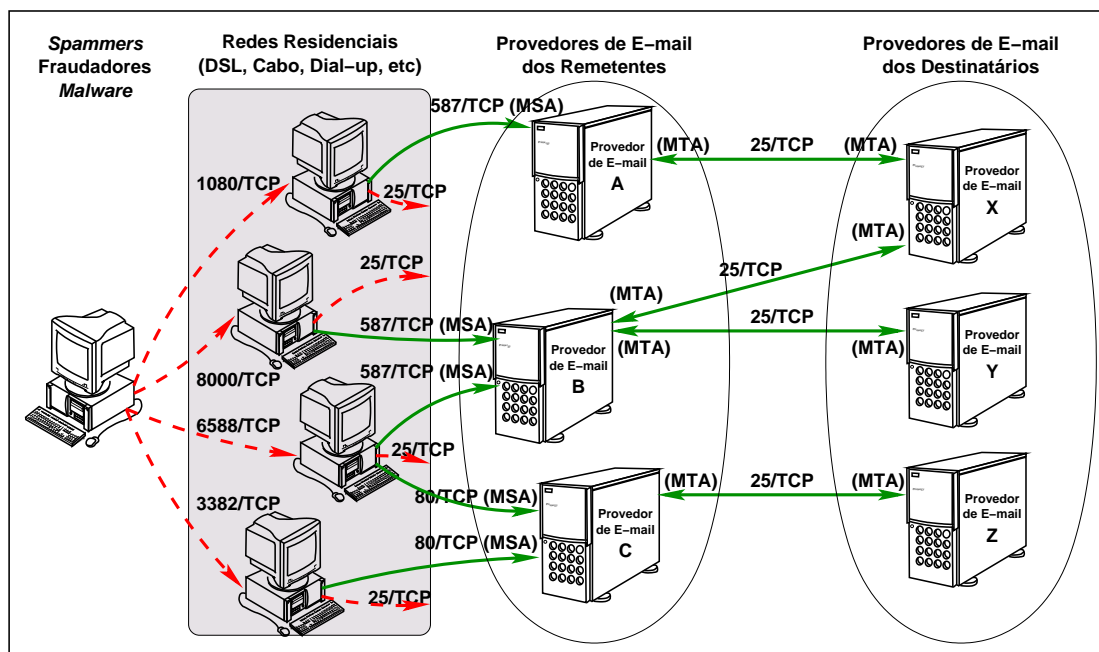 Spammers
Fraudadores
Malware
Redes Residenciais
(DSL, Cabo, Dial−up, etc)
Provedores de E−mail
dos Remetentes
Provedores de E−mail
dos Destinatários
587/TCP (MSA)
1080/TCP
25/TCP
Provedor
de E−mail
A
(MTA)
25/TCP
(MTA)
Provedor
de E−mail
X
(MTA)
25/TCP
25/TCP
587/TCP (MSA)
8000/TCP
(MTA)
25/TCP
(MTA)
(MTA)
Provedor
de E−mail
B
Provedor
de E−mail
Y
587/TCP (MSA)
6588/TCP
25/TCP
80/TCP (MSA)
3382/TCP
(MTA)
25/TCP
(MTA)
Provedor
de E−mail
C
Provedor
de E−mail
Z
80/TCP (MSA)
25/TCP